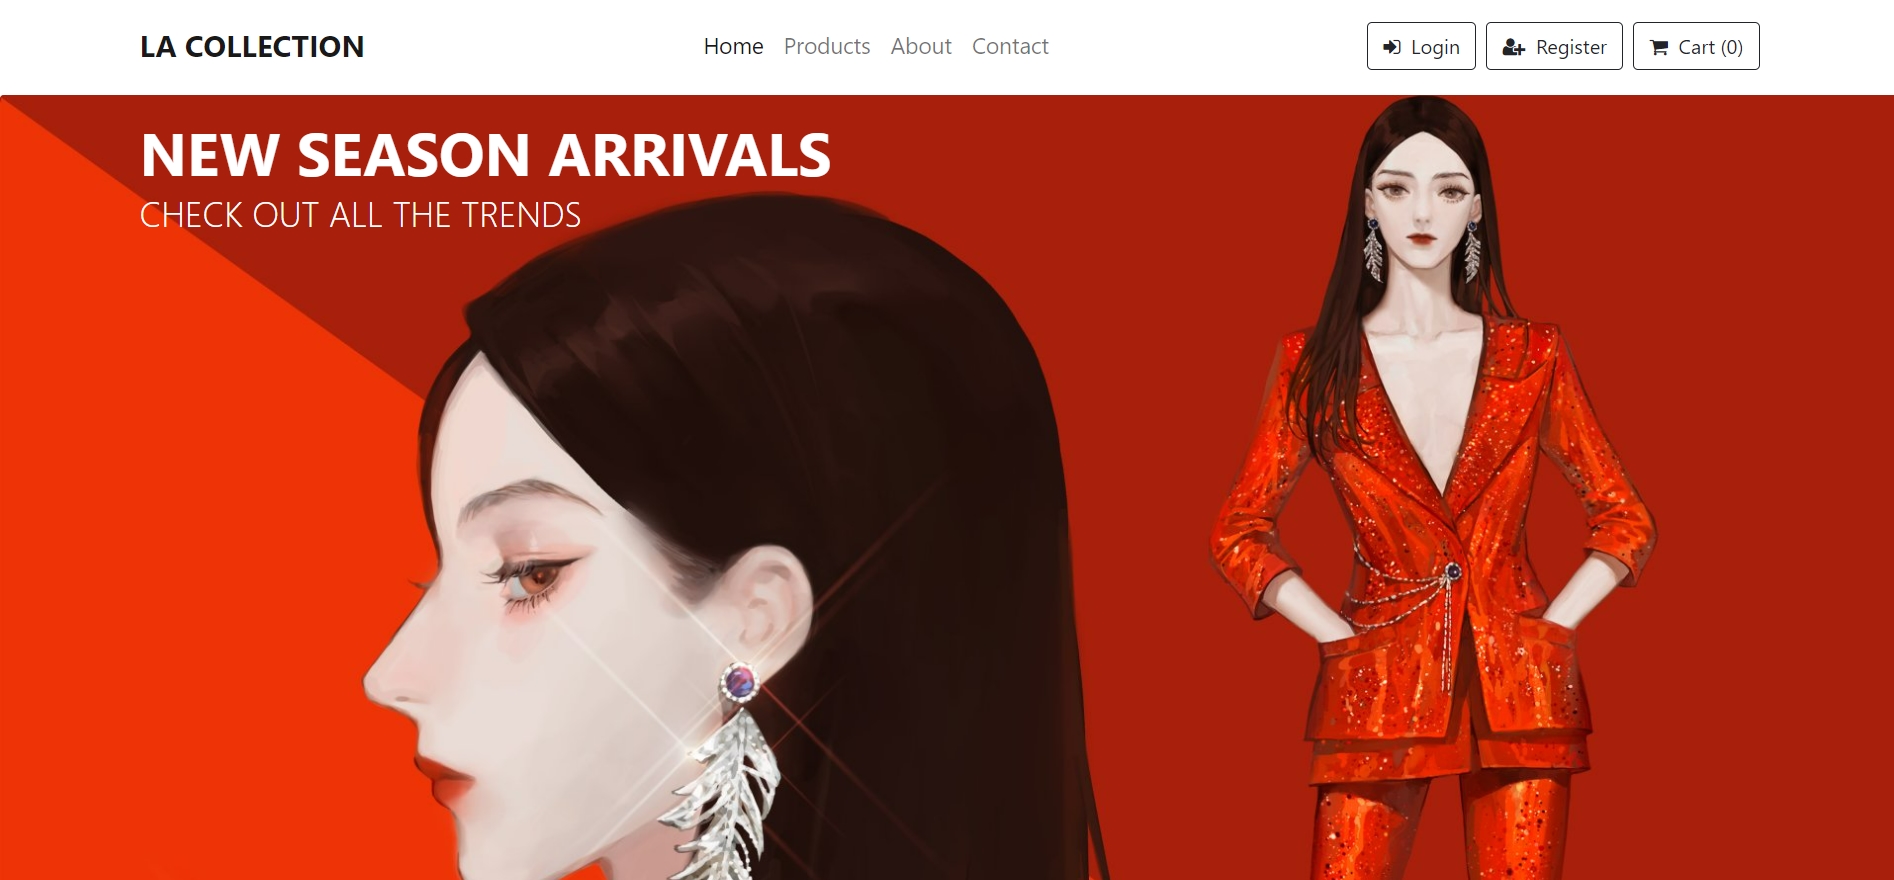 LA COLLECTION
Home Products About Contact
Login Register Cart (0)
NEW SEASON ARRIVALS
CHECK OUT ALL THE TRENDS